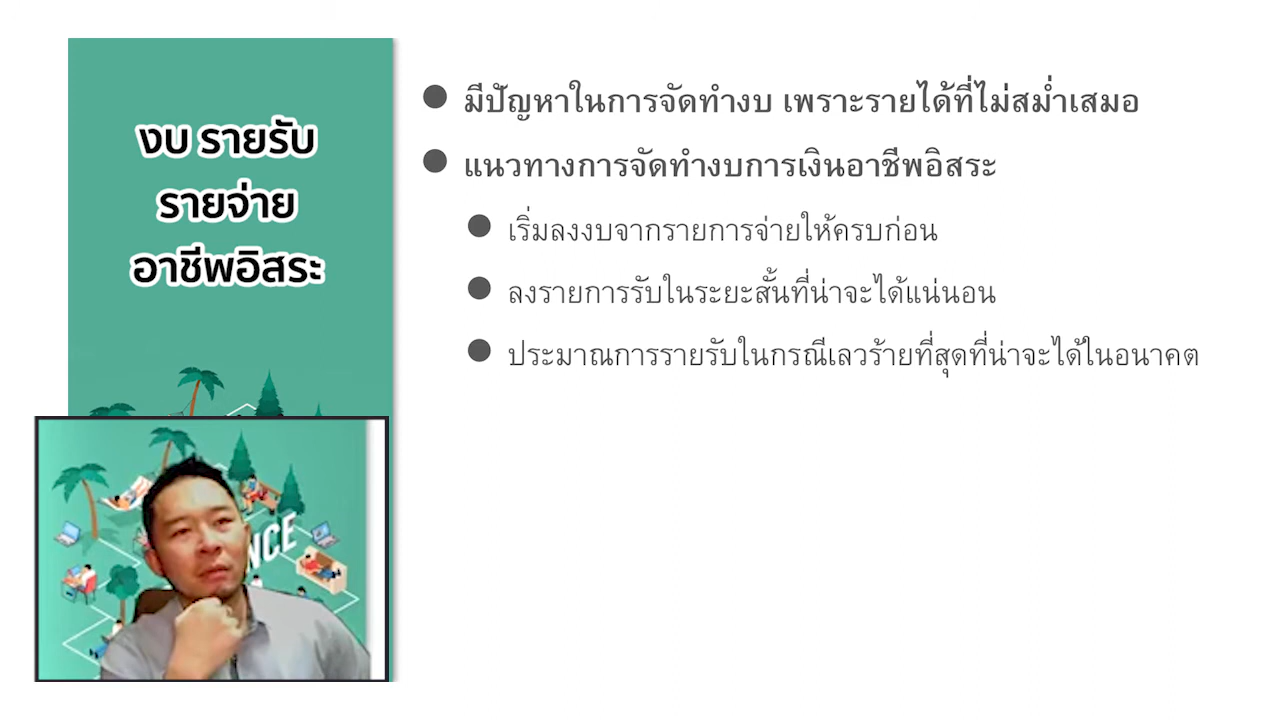 งบ รายรับ
รายจ่าย
อาชีพอิสระ
มีปัญหาในการจัดทำงบ เพราะรายได้ที่ไม่สม่ำเสมอ
แนวทางการจัดทำงบการเงินอาชีพอิสระ
เริ่มลงงบจากรายการจ่ายให้ครบก่อน
ลงรายการรับในระยะสั้นที่น่าจะได้แน่นอน
ประมาณการรายรับในกรณีเลวร้ายที่สุดที่น่าจะได้ในอนาคต
NCE